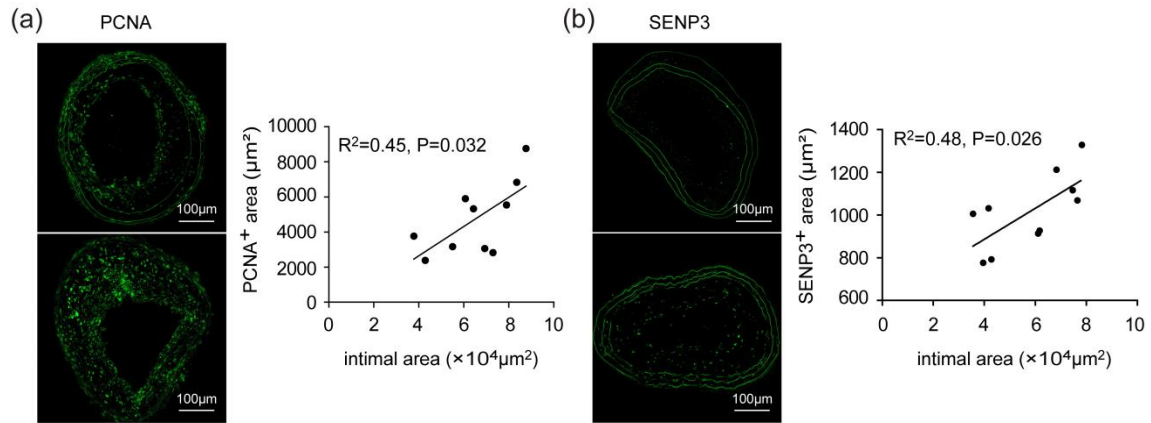 (a) PCNA
100µm
100µm
PCNA⁺ area (µm²)
10000
8000
6000
4000
2000
0
R²=0.45, P=0.032
0 2 4 6 8 10
intimal area (×10⁴µm²)
(b) SENP3
100µm
100µm
SENP3⁺ area (µm²)
1400
1200
1000
800
600
R²=0.48, P=0.026
0 2 4 6 8 10
intimal area (×10⁴µm²)